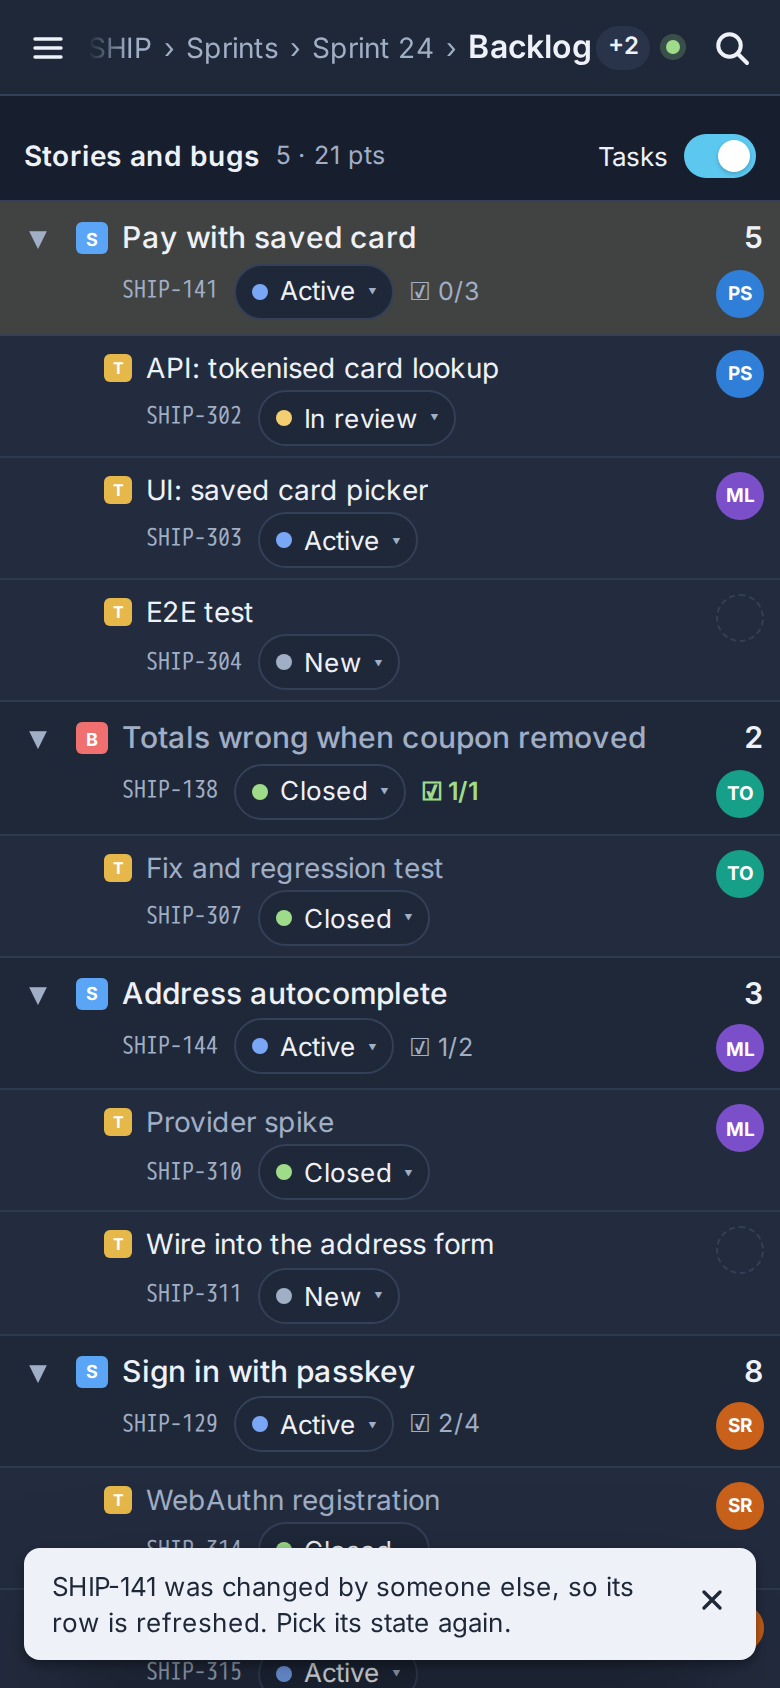 SHIP › Sprints › Sprint 24 › Backlog +2
Stories and bugs 5 · 21 pts Tasks
▼ S Pay with saved card 5
SHIP-141 Active ▾ ☑ 0/3 PS
T API: tokenised card lookup PS
SHIP-302 In review ▾
T UI: saved card picker ML
SHIP-303 Active ▾
T E2E test
SHIP-304 New ▾
▼ B Totals wrong when coupon removed 2
SHIP-138 Closed ▾ ☑ 1/1 TO
T Fix and regression test TO
SHIP-307 Closed ▾
▼ S Address autocomplete 3
SHIP-144 Active ▾ ☑ 1/2 ML
T Provider spike ML
SHIP-310 Closed ▾
T Wire into the address form
SHIP-311 New ▾
▼ S Sign in with passkey 8
SHIP-129 Active ▾ ☑ 2/4 SR
T WebAuthn registration SR
SHIP-314 Closed
SHIP-141 was changed by someone else, so its
row is refreshed. Pick its state again.
SHIP-315 Active ▾